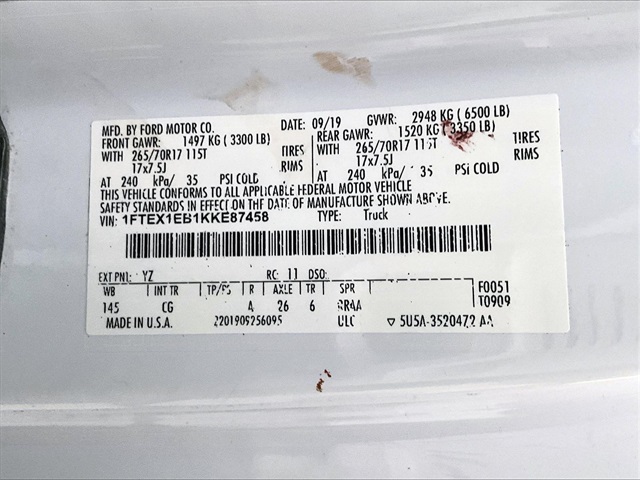 MFD. BY FORD MOTOR CO. DATE: 09/19 GVWR: 2948 KG ( 6500 LB)
FRONT GAWR: 1497 KG ( 3300 LB) REAR GAWR: 1520 KG ( 3350 LB)
WITH 265/70R17 115T TIRES WITH 265/70R17 115T TIRES
17x7.5J RIMS 17x7.5J RIMS
AT 240 kPa/ 35 PSI COLD AT 240 kPa/ 35 PSI COLD
THIS VEHICLE CONFORMS TO ALL APPLICABLE FEDERAL MOTOR VEHICLE
SAFETY STANDARDS IN EFFECT ON THE DATE OF MANUFACTURE SHOWN ABOVE.
VIN: 1FTEX1EB1KKE87458 TYPE: Truck
EXT PNT: YZ RC: 11 DSO: F0051
WB INT TR TP/PS R AXLE TR SPR T0909
145 CG 4 26 6
MADE IN U.S.A. 5U5A-3520472 AA